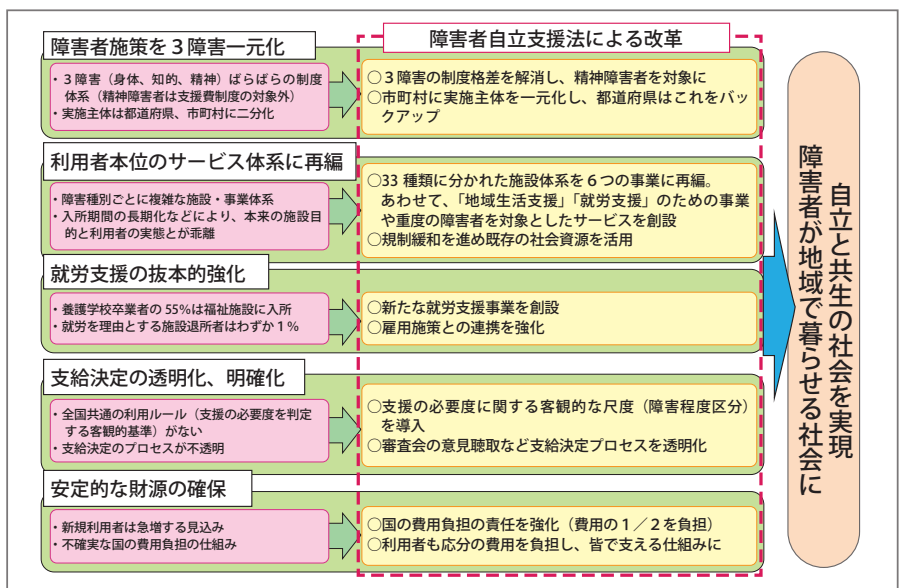 障害者自立支援法による改革
障害者施策を３障害一元化
・３障害（身体、知的、精神）ばらばらの制度
体系（精神障害者は支援費制度の対象外）
・実施主体は都道府県、市町村に二分化
○３障害の制度格差を解消し、精神障害者を対象に
○市町村に実施主体を一元化し、都道府県はこれをバッ
クアップ
利用者本位のサービス体系に再編
・障害種別ごとに複雑な施設・事業体系
・入所期間の長期化などにより、本来の施設目
的と利用者の実態とが乖離
○33 種類に分かれた施設体系を６つの事業に再編。
あわせて、「地域生活支援」「就労支援」のための事業
や重度の障害者を対象としたサービスを創設
○規制緩和を進め既存の社会資源を活用
就労支援の抜本的強化
・養護学校卒業者の 55%は福祉施設に入所
・就労を理由とする施設退所者はわずか１%
○新たな就労支援事業を創設
○雇用施策との連携を強化
支給決定の透明化、明確化
・全国共通の利用ルール（支援の必要度を判定
する客観的基準）がない
・支給決定のプロセスが不透明
○支援の必要度に関する客観的な尺度（障害程度区分）
を導入
○審査会の意見聴取など支給決定プロセスを透明化
安定的な財源の確保
・新規利用者は急増する見込み
・不確実な国の費用負担の仕組み
○国の費用負担の責任を強化（費用の１／２を負担）
○利用者も応分の費用を負担し、皆で支える仕組みに
自立と共生の社会を実現
障害者が地域で暮らせる社会に